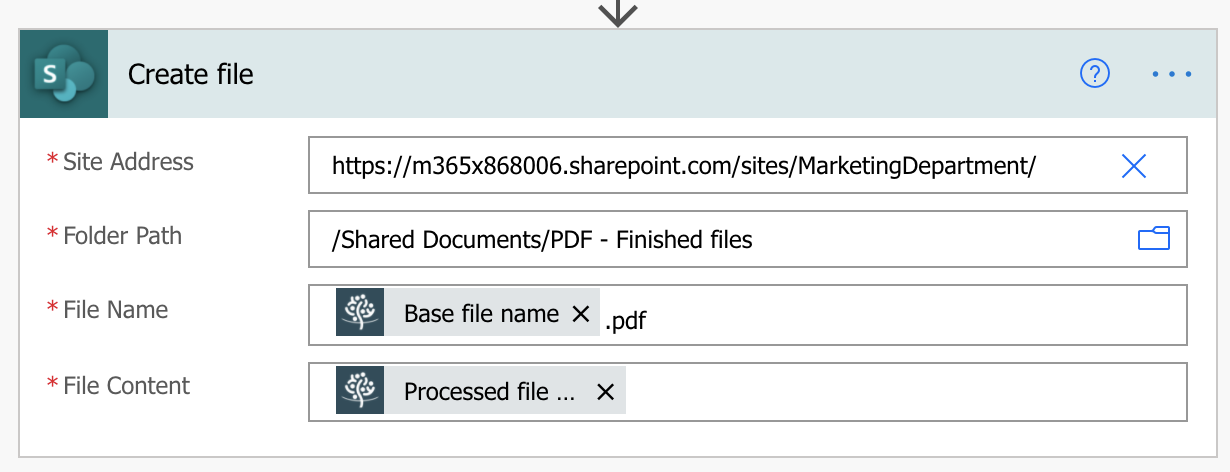 S
Create file
?
* Site Address
https://m365x868006.sharepoint.com/sites/MarketingDepartment/
* Folder Path
/Shared Documents/PDF - Finished files
* File Name
Base file name × .pdf
* File Content
Processed file ... ×